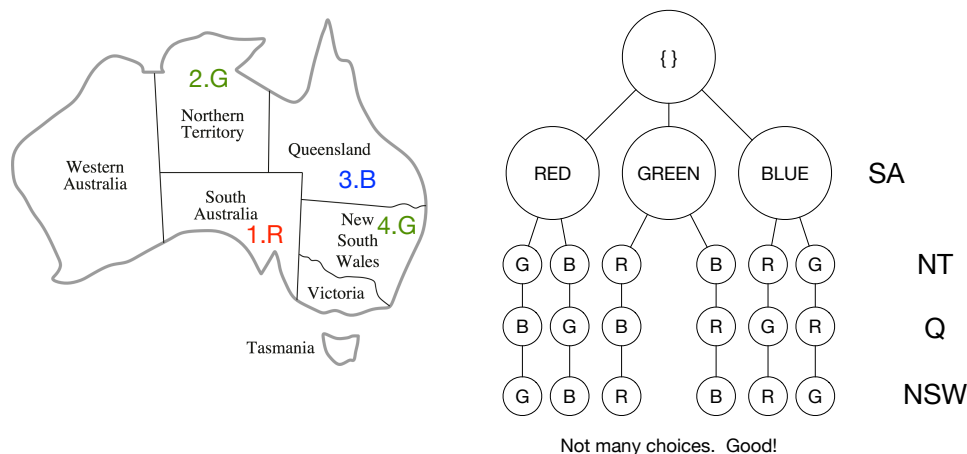 2.G
Northern
Territory
Western
Australia
Queensland
3.B
South
Australia
1.R
New
South
Wales
4.G
Victoria
Tasmania
{ }
RED GREEN BLUE SA
G B R B R G NT
B G B R G R Q
G B R B R G NSW
Not many choices. Good!